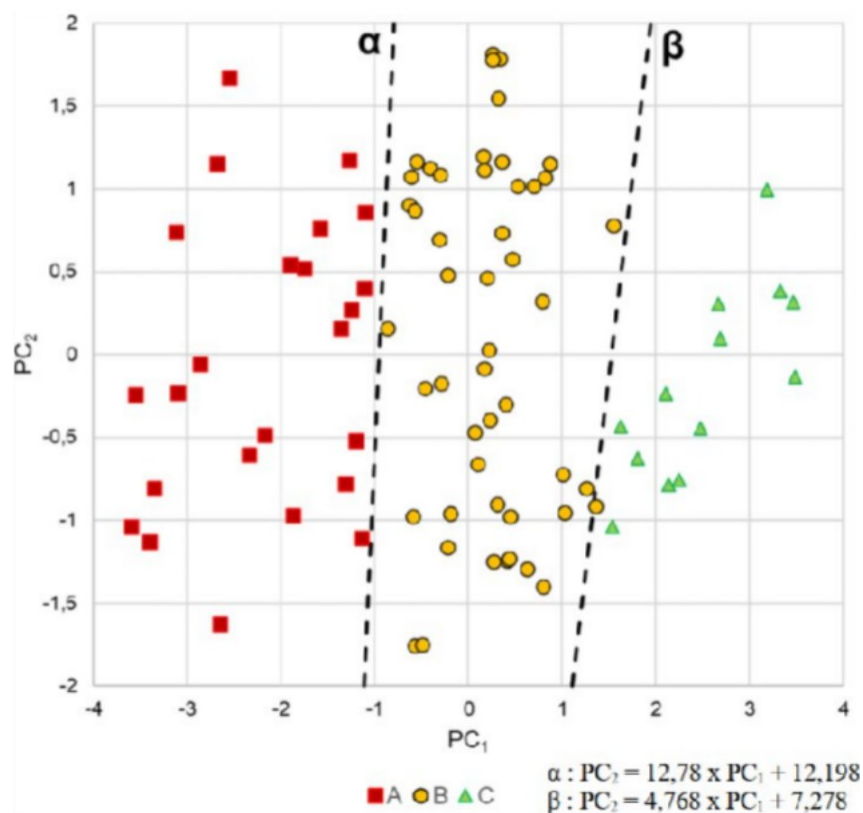 2
α
β
1,5
1
0,5
0
-0,5
-1
-1,5
-2
PC₂
-4 -3 -2 -1 0 1 2 3 4
PC₁
A B C
α : PC₂ = 12,78 x PC₁ + 12,198
β : PC₂ = 4,768 x PC₁ + 7,278